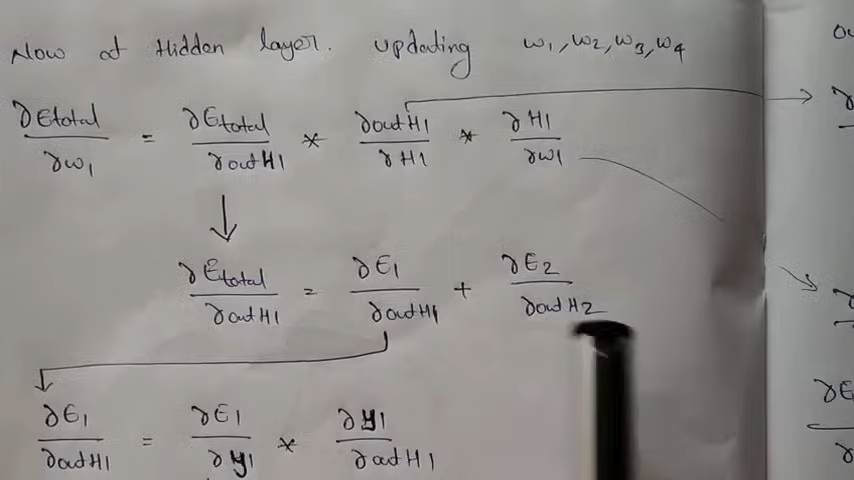 Now at Hidden layer. updating w1, w2, w3, w4
∂Etotal/∂w1 = ∂Etotal/∂outH1 * ∂outH1/∂H1 * ∂H1/∂w1
∂Etotal/∂outH1 = ∂E1/∂outH1 + ∂E2/∂outH2
∂E1/∂outH1 = ∂E1/∂y1 * ∂y1/∂outH1